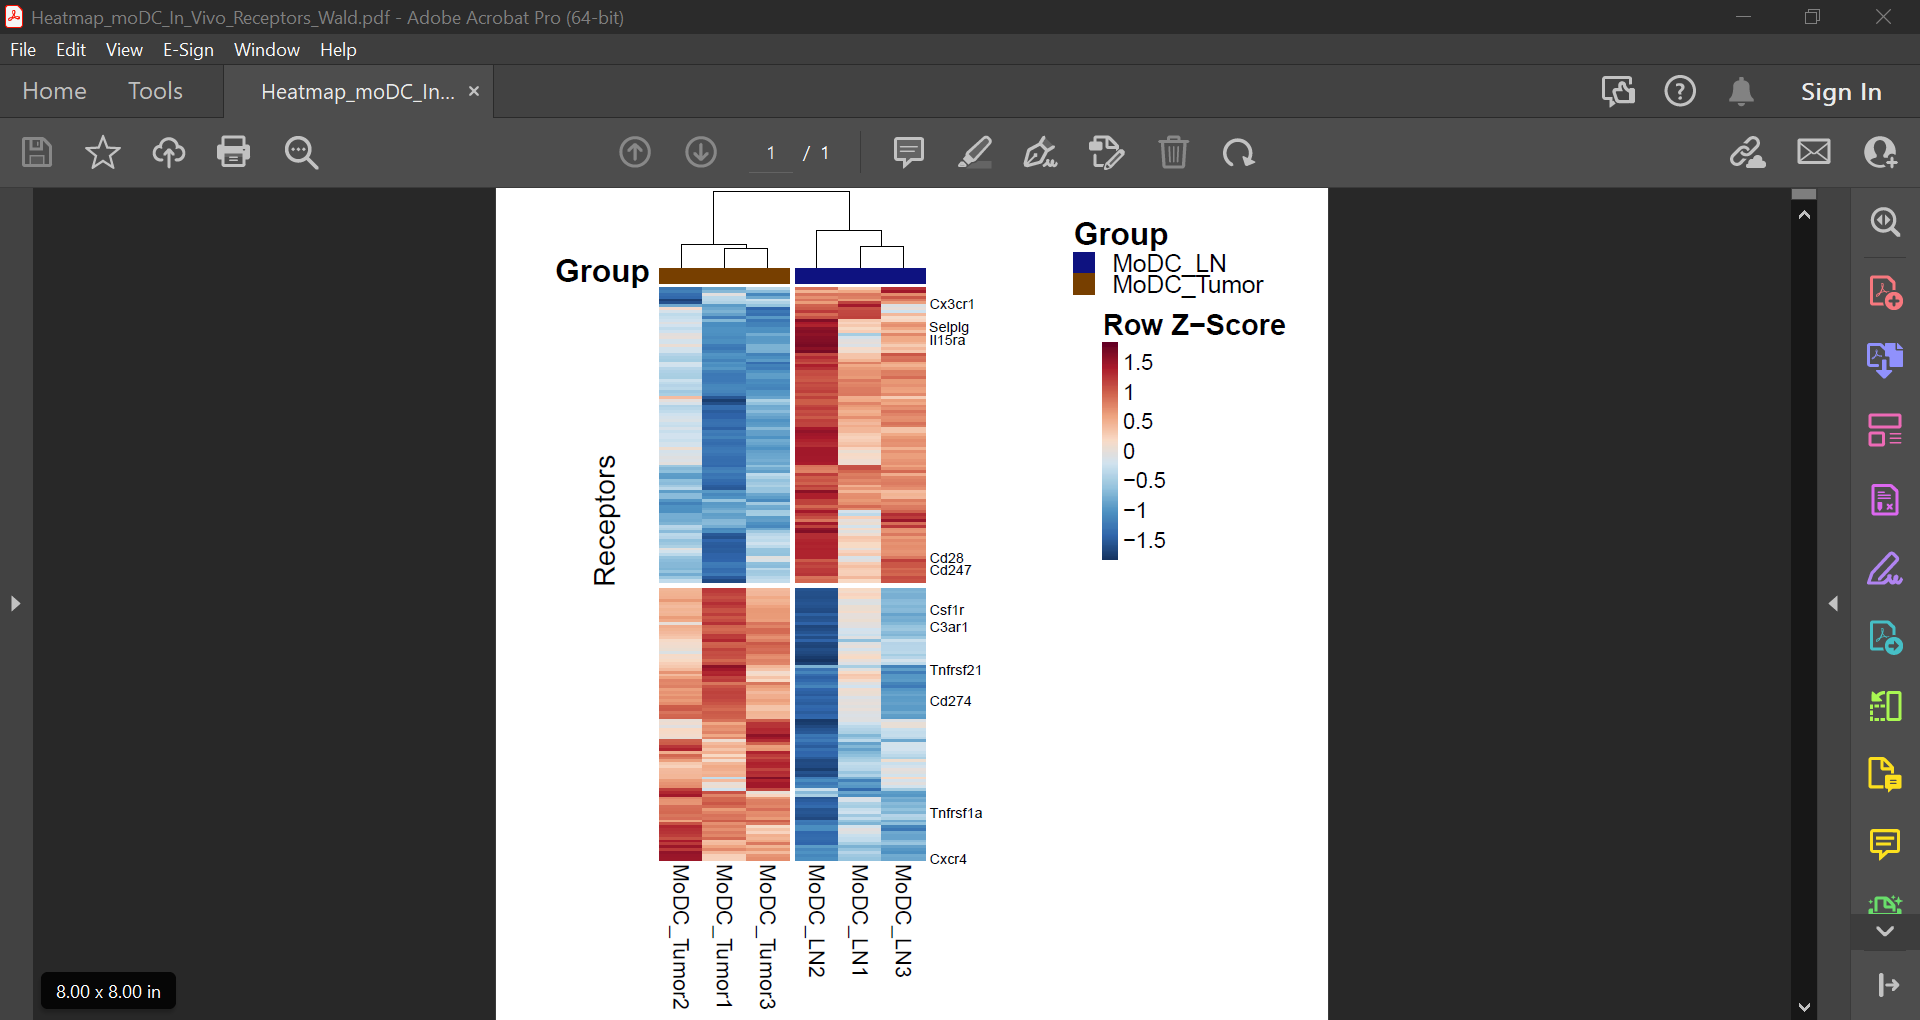 Heatmap_moDC_In_Vivo_Receptors_Wald.pdf - Adobe Acrobat Pro (64-bit)
File Edit View E-Sign Window Help
Home Tools Heatmap_moDC_In... × Sign In
1 / 1
Group
Group
MoDC_LN
MoDC_Tumor
Row Z-Score
1.5
1
0.5
0
-0.5
-1
-1.5
Receptors
Cx3cr1
Selplg
Il15ra
Cd28
Cd247
Csf1r
C3ar1
Tnfrsf21
Cd274
Tnfrsf1a
Cxcr4
MoDC_Tumor2
MoDC_Tumor1
MoDC_Tumor3
MoDC_LN2
MoDC_LN1
MoDC_LN3
8.00 x 8.00 in